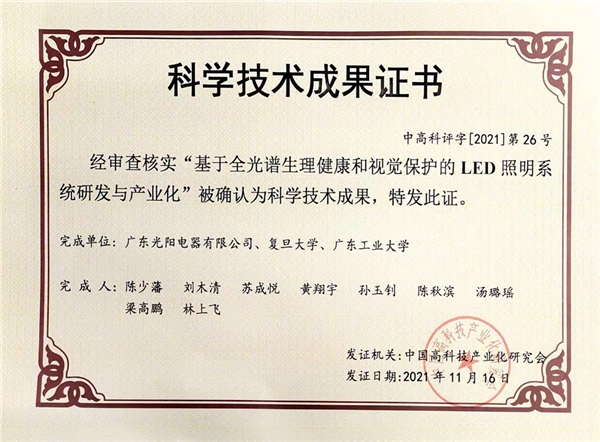 科学技术成果证书
中高科评字[2021]第26号
经审查核实“基于全光谱生理健康和视觉保护的LED照明系
统研发与产业化”被确认为科学技术成果，特发此证。
完成单位：广东光阳电器有限公司、复旦大学、广东工业大学
完成人：陈少藩 刘木清 苏成悦 黄翔宇 孙玉钊 陈秋滨 汤璐瑶
梁高鹏 林上飞
发证机关：中国高科技产业化研究会
发证日期：2021年11月16日